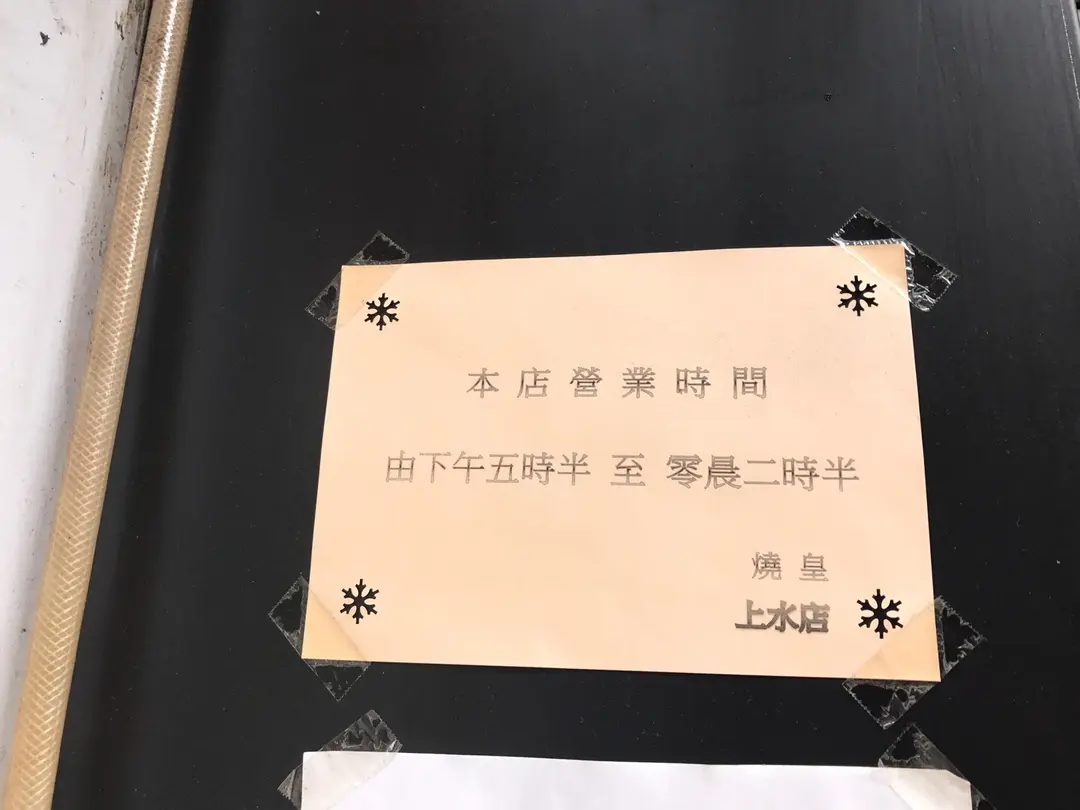 本店營業時間
由下午五時半 至 零晨二時半
燒皇
上水店